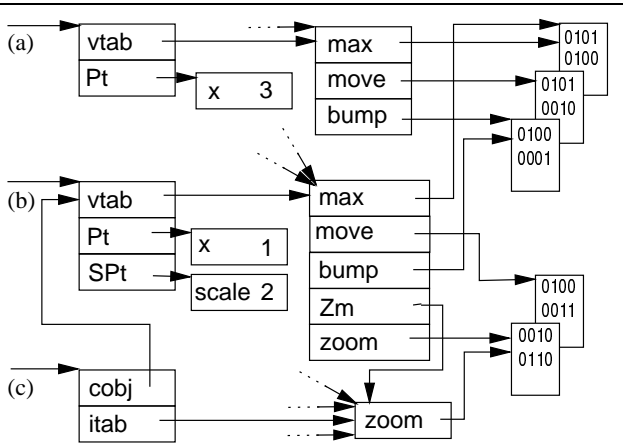 (a)
vtab
Pt
x 3
max
move
bump
0101
0100
0101
0010
0100
0001
(b)
vtab
Pt
SPt
x 1
scale 2
max
move
bump
Zm
zoom
0100
0011
0010
0110
(c)
cobj
itab
zoom